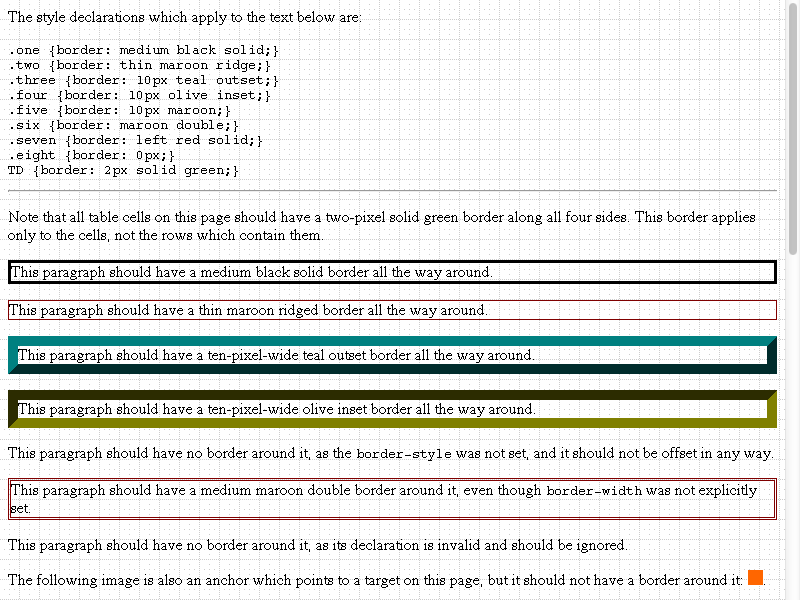 The style declarations which apply to the text below are:
.one {border: medium black solid;}
.two {border: thin maroon ridge;}
.three {border: 10px teal outset;}
.four {border: 10px olive inset;}
.five {border: 10px maroon;}
.six {border: maroon double;}
.seven {border: left red solid;}
.eight {border: 0px;}
TD {border: 2px solid green;}
Note that all table cells on this page should have a two-pixel solid green border along all four sides. This border applies
only to the cells, not the rows which contain them.
This paragraph should have a medium black solid border all the way around.
This paragraph should have a thin maroon ridged border all the way around.
This paragraph should have a ten-pixel-wide teal outset border all the way around.
This paragraph should have a ten-pixel-wide olive inset border all the way around.
This paragraph should have no border around it, as the border-style was not set, and it should not be offset in any way.
This paragraph should have a medium maroon double border around it, even though border-width was not explicitly
set.
This paragraph should have no border around it, as its declaration is invalid and should be ignored.
The following image is also an anchor which points to a target on this page, but it should not have a border around it: .